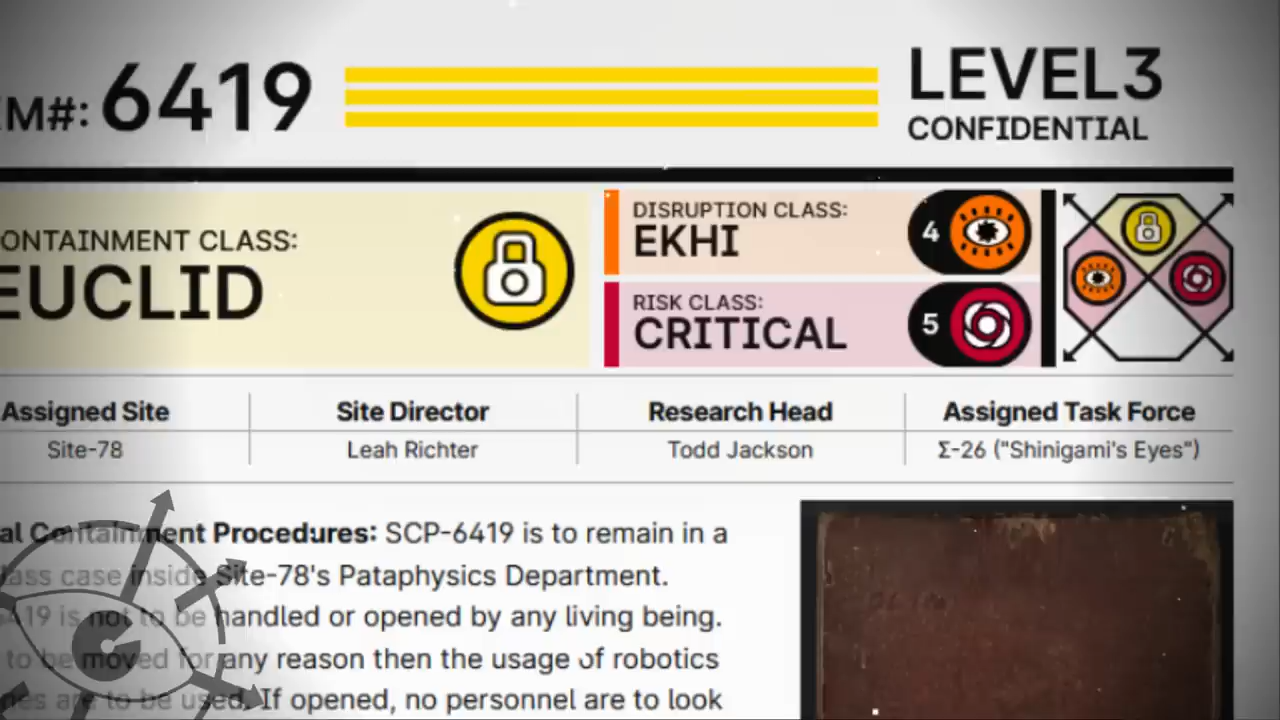 EM#: 6419
LEVEL3
CONFIDENTIAL
ONTAINMENT CLASS:
EUCLID
DISRUPTION CLASS:
EKHI
4
RISK CLASS:
CRITICAL
5
Assigned Site
Site Director
Research Head
Assigned Task Force
Site-78
Leah Richter
Todd Jackson
Σ-26 ("Shinigami's Eyes")
al Containment Procedures: SCP-6419 is to remain in a
lass case inside Site-78's Pataphysics Department.
6419 is not to be handled or opened by any living being.
to be moved for any reason then the usage of robotics
are to be used. If opened, no personnel are to look